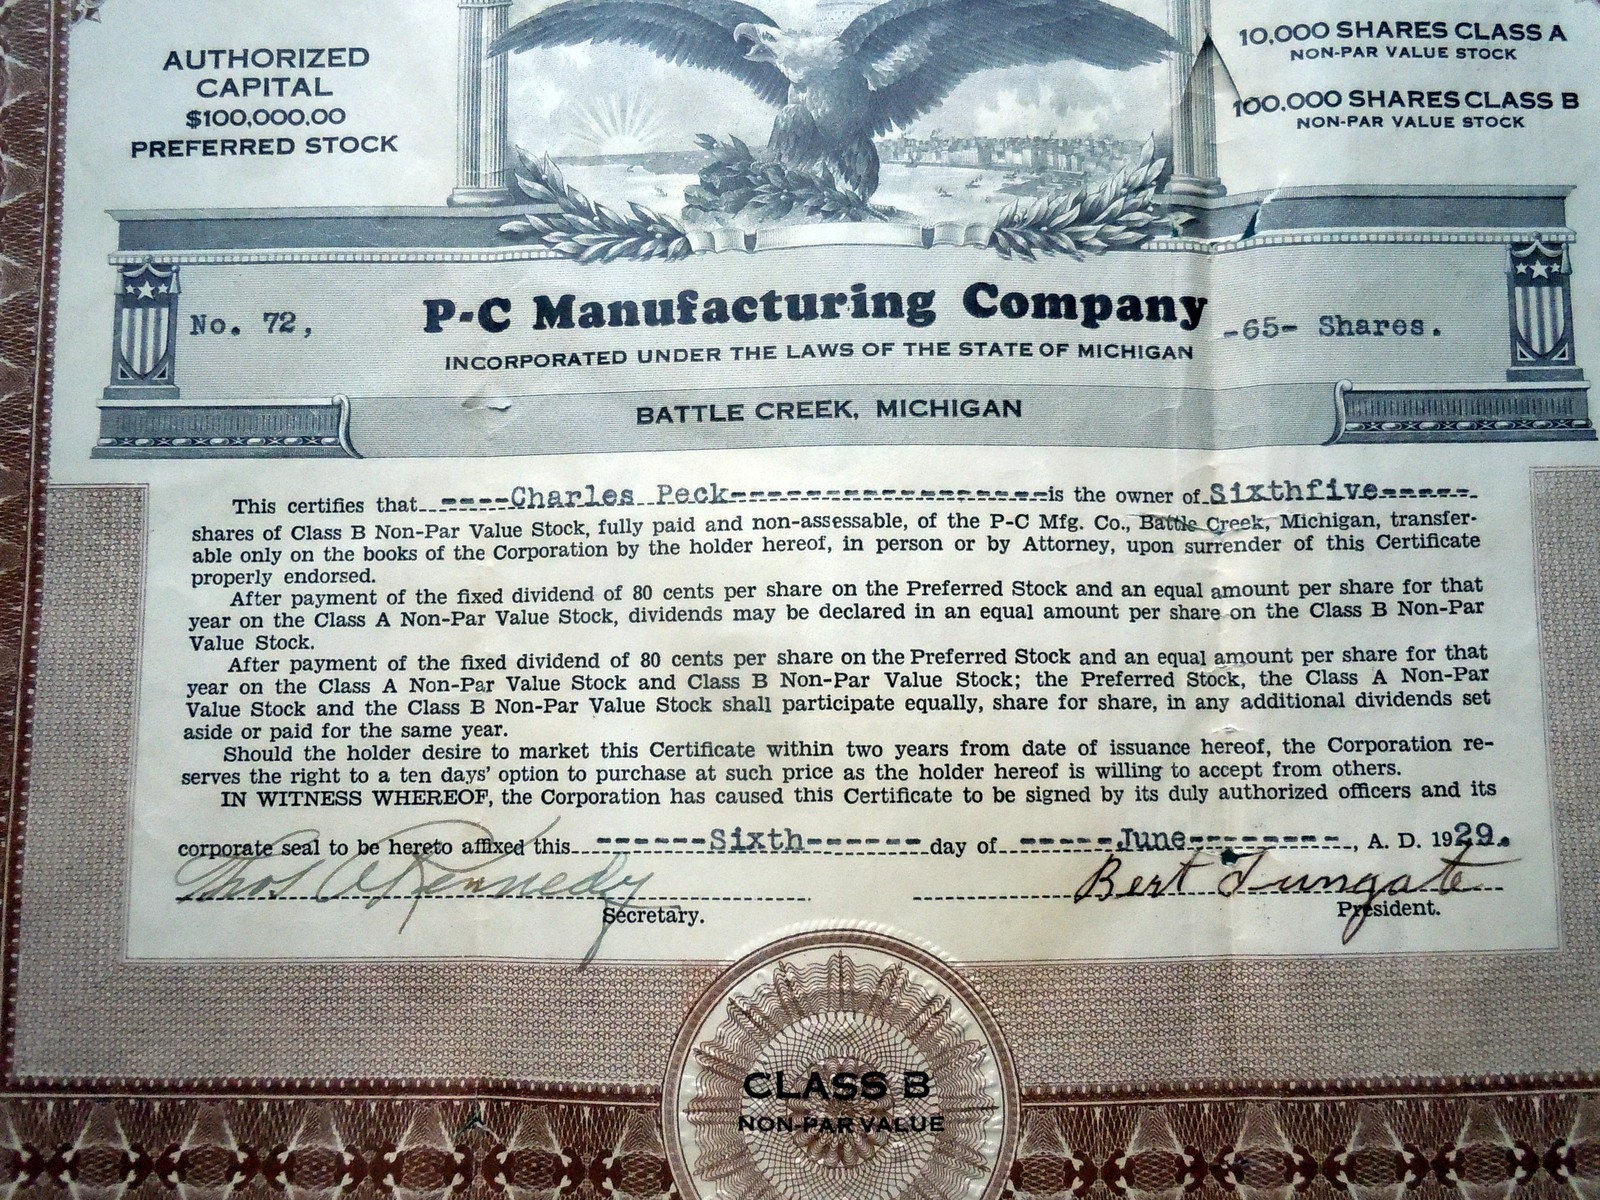 AUTHORIZED
CAPITAL
$100,000.00
PREFERRED STOCK
10,000 SHARES CLASS A
NON-PAR VALUE STOCK
100,000 SHARES CLASS B
NON-PAR VALUE STOCK
No. 72,
P-C Manufacturing Company
-65- Shares.
INCORPORATED UNDER THE LAWS OF THE STATE OF MICHIGAN
BATTLE CREEK, MICHIGAN
This certifies that ----Charles Peck-------------------is the owner of Sixthfive-----
shares of Class B Non-Par Value Stock, fully paid and non-assessable, of the P-C Mfg. Co., Battle Creek, Michigan, transfer-
able only on the books of the Corporation by the holder hereof, in person or by Attorney, upon surrender of this Certificate
properly endorsed.
After payment of the fixed dividend of 80 cents per share on the Preferred Stock and an equal amount per share for that
year on the Class A Non-Par Value Stock, dividends may be declared in an equal amount per share on the Class B Non-Par
Value Stock.
After payment of the fixed dividend of 80 cents per share on the Preferred Stock and an equal amount per share for that
year on the Class A Non-Par Value Stock and Class B Non-Par Value Stock; the Preferred Stock, the Class A Non-Par
Value Stock and the Class B Non-Par Value Stock shall participate equally, share for share, in any additional dividends set
aside or paid for the same year.
Should the holder desire to market this Certificate within two years from date of issuance hereof, the Corporation re-
serves the right to a ten days' option to purchase at such price as the holder hereof is willing to accept from others.
IN WITNESS WHEREOF, the Corporation has caused this Certificate to be signed by its duly authorized officers and its
corporate seal to be hereto affixed this ------Sixth------- day of -----June---------, A. D. 1929.
Thos A Kennedy
Bert Fungate
Secretary.
President.
CLASS B
NON-PAR VALUE